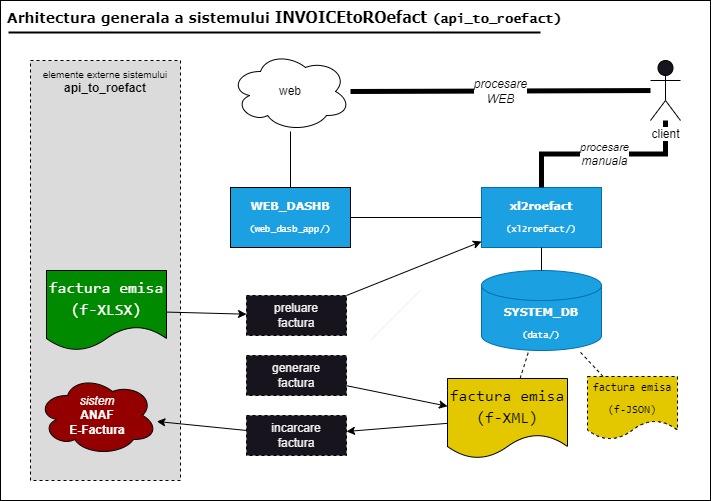 Arhitectura generala a sistemului INVOICEtoROefact (api_to_roefact)
elemente externe sistemului
api_to_roefact
web
procesare
WEB
client
procesare
manuala
WEB_DASHB
(web_dasb_app/)
xl2roefact
(xl2roefact/)
factura emisa
(f-XLSX)
preluare
factura
SYSTEM_DB
(data/)
generare
factura
factura emisa
(f-XML)
factura emisa
(f-JSON)
sistem
ANAF
E-Factura
incarcare
factura